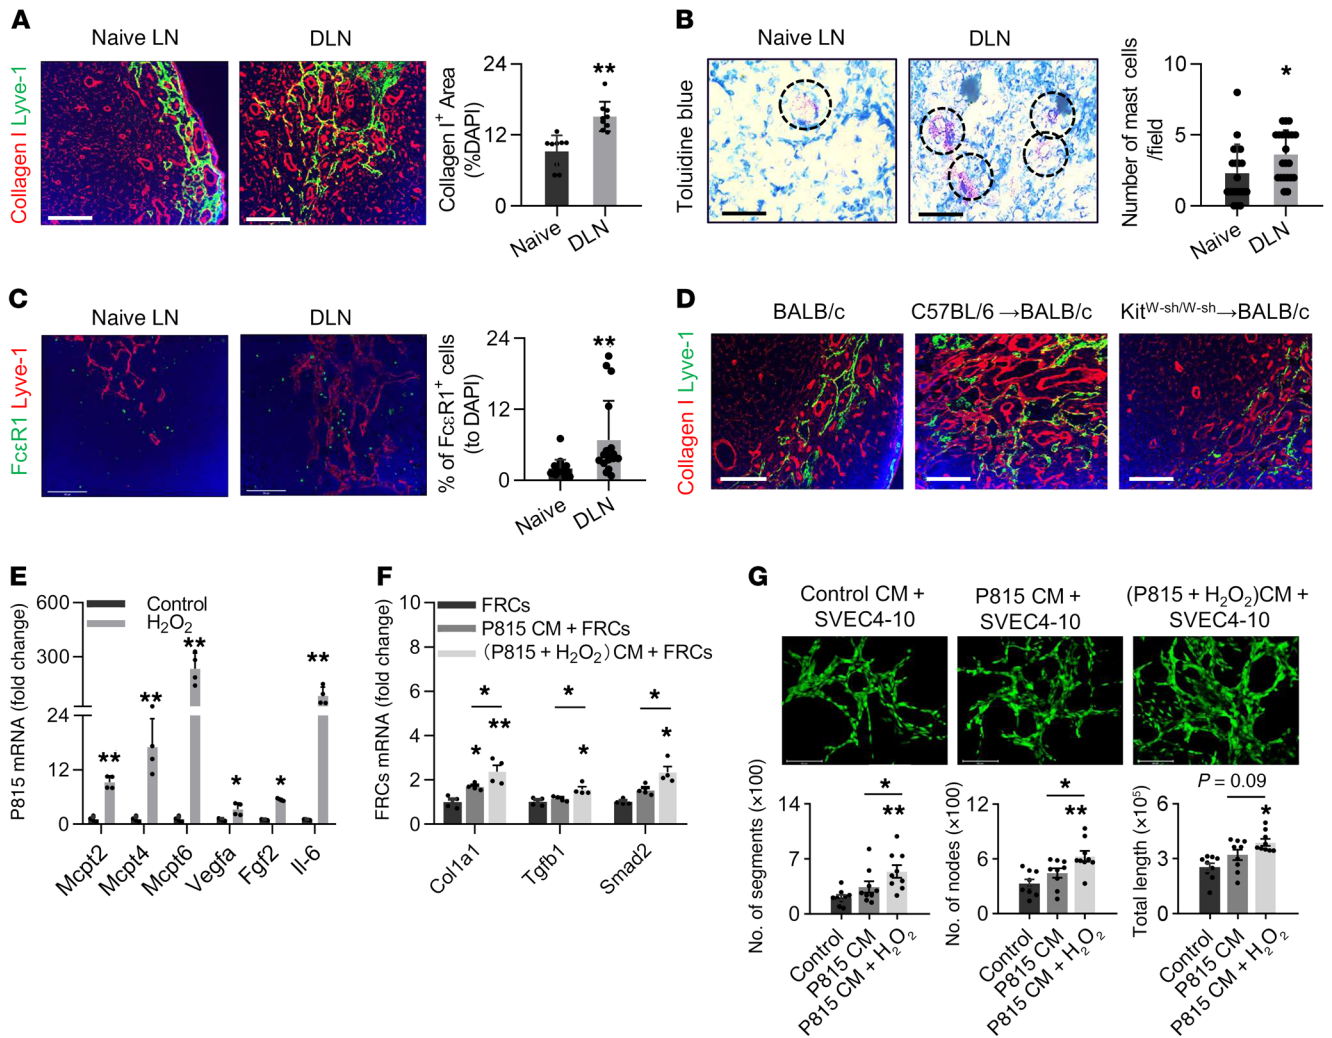 A
Naive LN
DLN
Collagen I Lyve-1
Collagen I+ Area
(%DAPI)
24
12
0
**
Naive
DLN
B
Naive LN
DLN
Toluidine blue
Number of mast cells
/field
10
5
0
*
Naive
DLN
C
Naive LN
DLN
FcεR1 Lyve-1
% of FcεR1+ cells
(to DAPI)
24
12
0
**
Naive
DLN
D
BALB/c
C57BL/6 →BALB/c
KitW-sh/W-sh→BALB/c
Collagen I Lyve-1
E
P815 mRNA (fold change)
600
300
24
12
0
Control
H2O2
**
**
**
*
*
**
Mcpt2
Mcpt4
Mcpt6
Vegfa
Fgf2
Il-6
F
FRCs mRNA (fold change)
10
8
6
4
2
0
FRCs
P815 CM + FRCs
(P815 + H2O2) CM + FRCs
*
*
**
*
*
*
*
Col1a1
Tgfb1
Smad2
G
Control CM +
SVEC4-10
P815 CM +
SVEC4-10
(P815 + H2O2)CM +
SVEC4-10
No. of segments (×100)
14
7
0
*
**
Control
P815 CM
P815 CM + H2O2
No. of nodes (×100)
12
6
0
*
**
Control
P815 CM
P815 CM + H2O2
Total length (×105)
6
3
0
P = 0.09
*
Control
P815 CM
P815 CM + H2O2